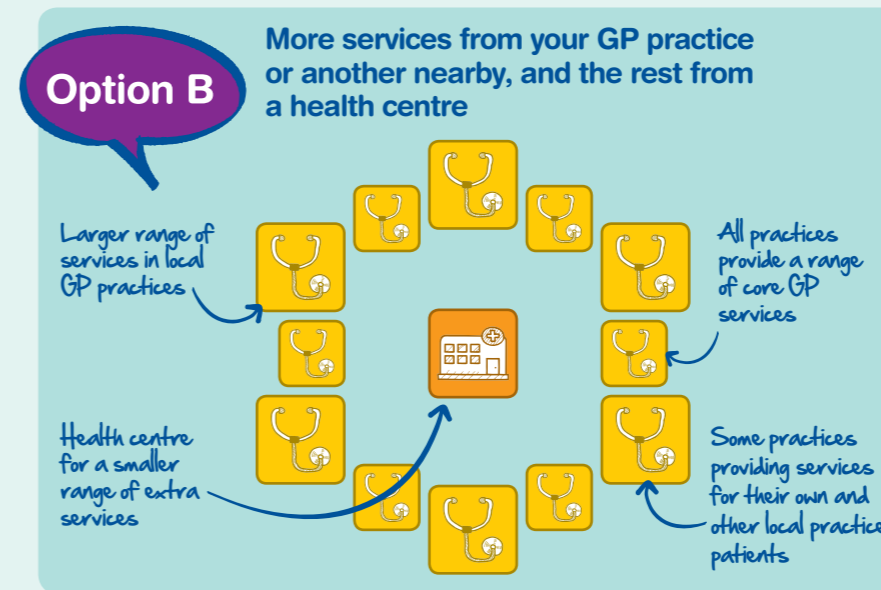 Option B
More services from your GP practice
or another nearby, and the rest from
a health centre
Larger range of
services in local
GP practices
All practices
provide a range
of core GP
services
Health centre
for a smaller
range of extra
services
Some practices
providing services
for their own and
other local practice
patients